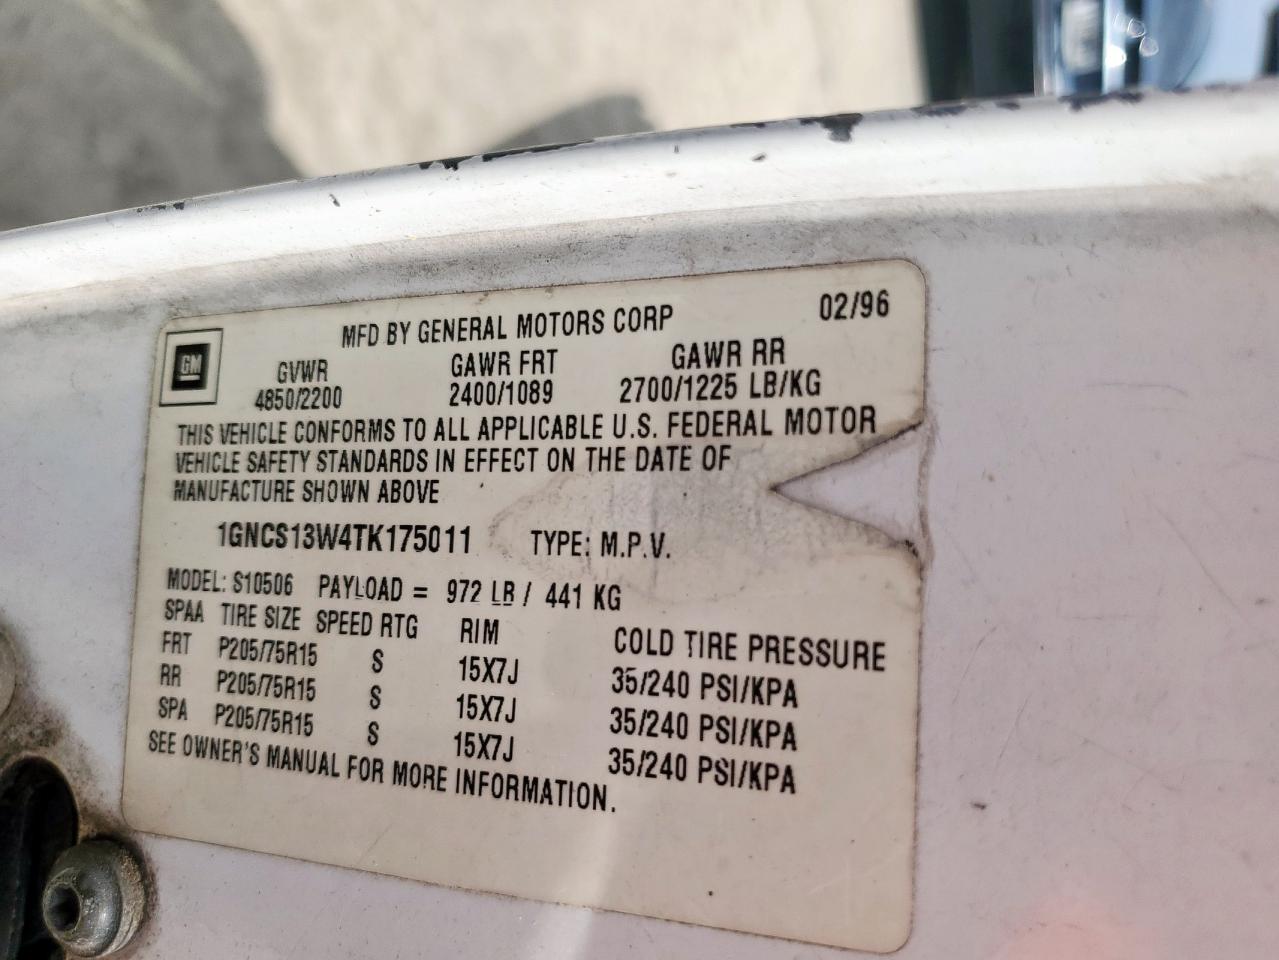 MFD BY GENERAL MOTORS CORP 02/96
GM
GVWR GAWR FRT GAWR RR
4850/2200 2400/1089 2700/1225 LB/KG
THIS VEHICLE CONFORMS TO ALL APPLICABLE U.S. FEDERAL MOTOR
VEHICLE SAFETY STANDARDS IN EFFECT ON THE DATE OF
MANUFACTURE SHOWN ABOVE
1GNCS13W4TK175011 TYPE: M.P.V.
MODEL: S10506 PAYLOAD = 972 LB / 441 KG
SPAA TIRE SIZE SPEED RTG RIM COLD TIRE PRESSURE
FRT P205/75R15 S 15X7J 35/240 PSI/KPA
RR P205/75R15 S 15X7J 35/240 PSI/KPA
SPA P205/75R15 S 15X7J 35/240 PSI/KPA
SEE OWNER'S MANUAL FOR MORE INFORMATION.